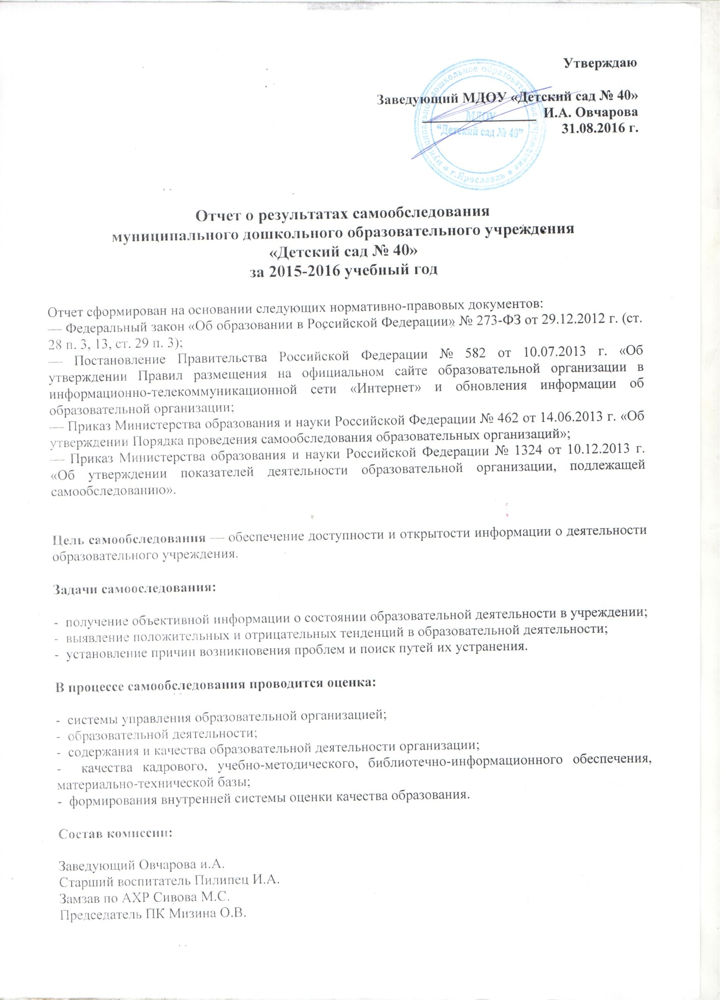 Утверждаю
Заведующий МДОУ «Детский сад № 40»
И.А. Овчарова
31.08.2016 г.
муниципальное дошкольное образовательное учреждение * г.Ярославль *
МДОУ
“Детский сад № 40”
Отчет о результатах самообследования
муниципального дошкольного образовательного учреждения
«Детский сад № 40»
за 2015-2016 учебный год
Отчет сформирован на основании следующих нормативно-правовых документов:
— Федеральный закон «Об образовании в Российской Федерации» № 273-ФЗ от 29.12.2012 г. (ст.
28 п. 3, 13, ст. 29 п. 3);
— Постановление Правительства Российской Федерации № 582 от 10.07.2013 г. «Об
утверждении Правил размещения на официальном сайте образовательной организации в
информационно-телекоммуникационной сети «Интернет» и обновления информации об
образовательной организации;
— Приказ Министерства образования и науки Российской Федерации № 462 от 14.06.2013 г. «Об
утверждении Порядка проведения самообследования образовательных организаций»;
— Приказ Министерства образования и науки Российской Федерации № 1324 от 10.12.2013 г.
«Об утверждении показателей деятельности образовательной организации, подлежащей
самообследованию».
Цель самообследования — обеспечение доступности и открытости информации о деятельности
образовательного учреждения.
Задачи самооследования:
- получение объективной информации о состоянии образовательной деятельности в учреждении;
- выявление положительных и отрицательных тенденций в образовательной деятельности;
- установление причин возникновения проблем и поиск путей их устранения.
В процессе самообследования проводится оценка:
- системы управления образовательной организацией;
- образовательной деятельности;
- содержания и качества образовательной деятельности организации;
- качества кадрового, учебно-методического, библиотечно-информационного обеспечения,
материально-технической базы;
- формирования внутренней системы оценки качества образования.
Состав комиссии:
Заведующий Овчарова и.А.
Старший воспитатель Пилипец И.А.
Замзав по АХР Сивова М.С.
Председатель ПК Мизина О.В.